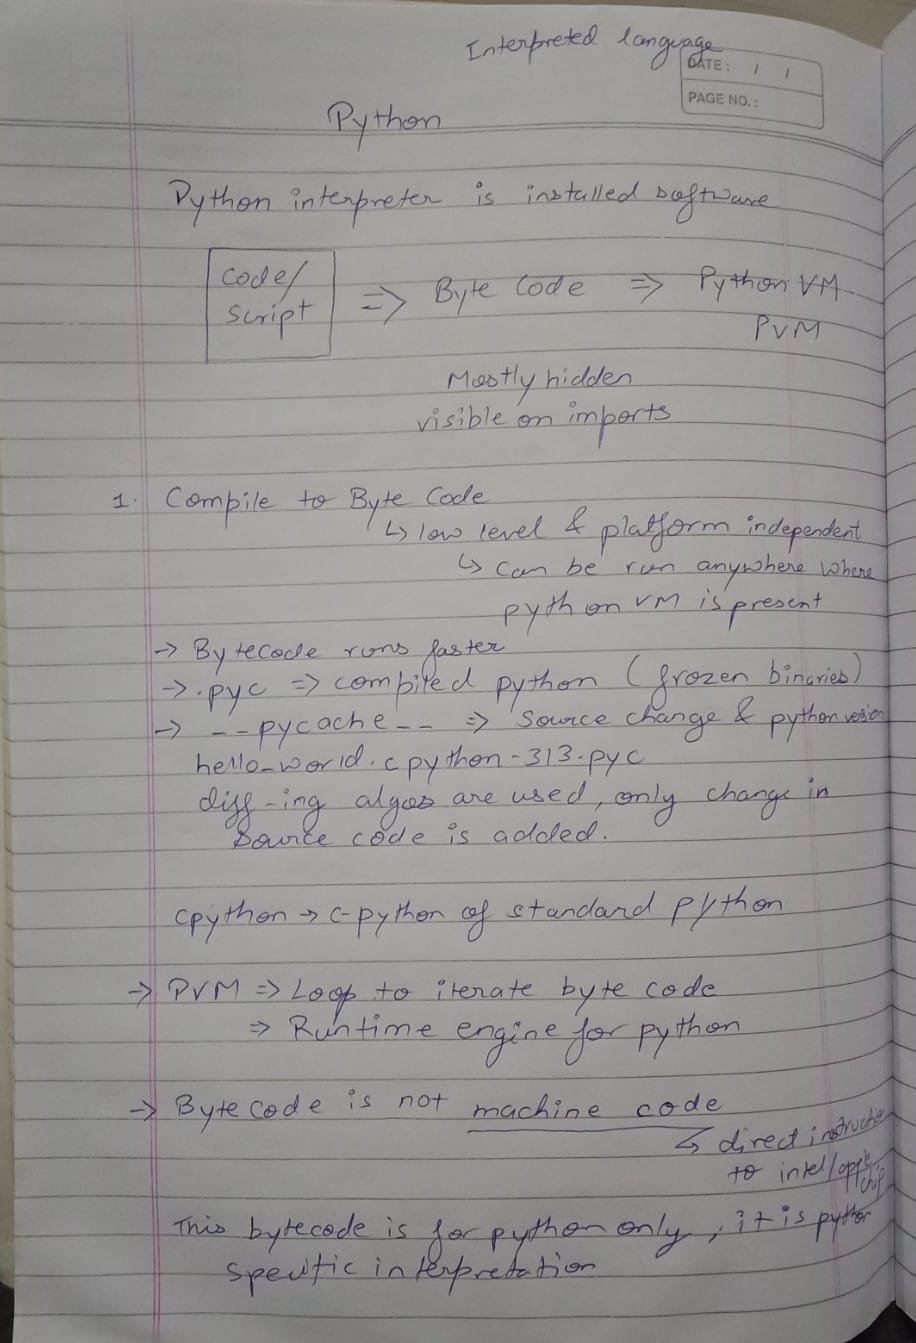 Interpreted language
DATE: / /
PAGE NO.:
Python
Python interpreter is installed software
Code/
Script
=> Byte Code => Python VM
PVM
Mostly hidden
visible on imports
1. Compile to Byte Code
↳ low level & platform independent
↳ can be run anywhere where
python VM is present
→ Bytecode runs faster
→ .pyc => compiled python (frozen binaries)
→ __pycache__ => Source change & python version
hello_world.cpython-313.pyc
diff-ing algos are used, only change in
source code is added.
cpython → c-python of standard python
→ PVM => Loop to iterate byte code
=> Runtime engine for python
→ Byte code is not machine code
↳ direct instruction
to intel/apple
chip
This bytecode is for python only, it is python
specific interpretation